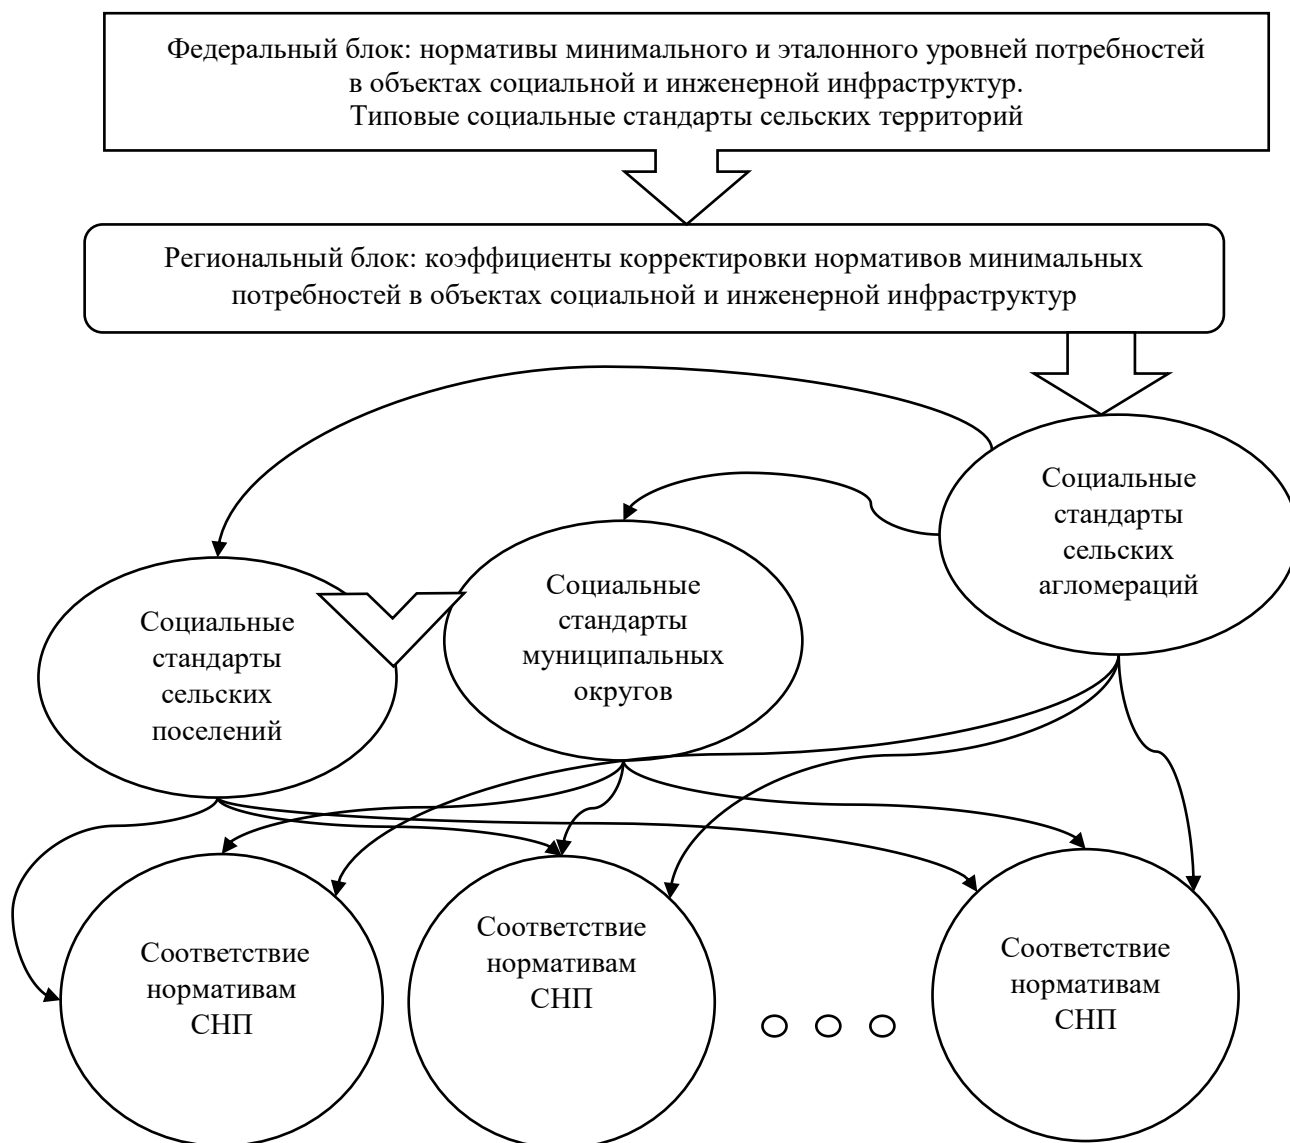 Федеральный блок: нормативы минимального и эталонного уровней потребностей
в объектах социальной и инженерной инфраструктур.
Типовые социальные стандарты сельских территорий
Региональный блок: коэффициенты корректировки нормативов минимальных
потребностей в объектах социальной и инженерной инфраструктур
Социальные
стандарты
сельских
агломераций
Социальные
стандарты
муниципальных
округов
Социальные
стандарты
сельских
поселений
Соответствие
нормативам
СНП
Соответствие
нормативам
СНП
Соответствие
нормативам
СНП